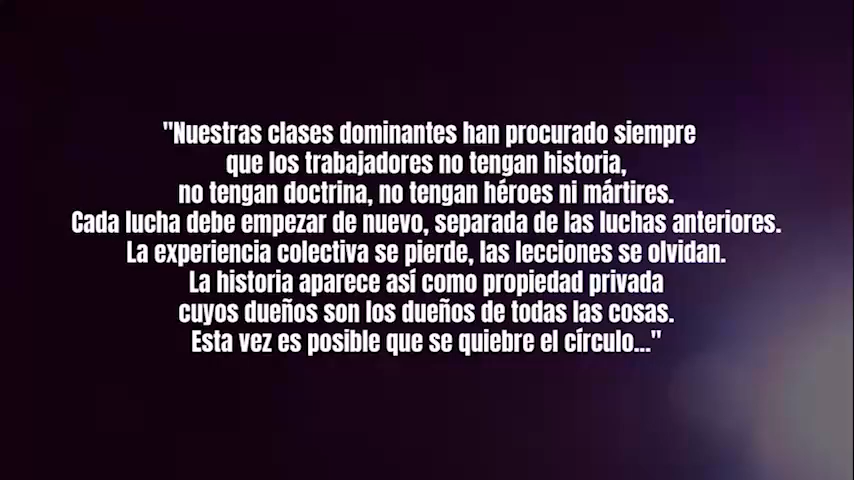 "Nuestras clases dominantes han procurado siempre
que los trabajadores no tengan historia,
no tengan doctrina, no tengan héroes ni mártires.
Cada lucha debe empezar de nuevo, separada de las luchas anteriores.
La experiencia colectiva se pierde, las lecciones se olvidan.
La historia aparece así como propiedad privada
cuyos dueños son los dueños de todas las cosas.
Esta vez es posible que se quiebre el círculo..."